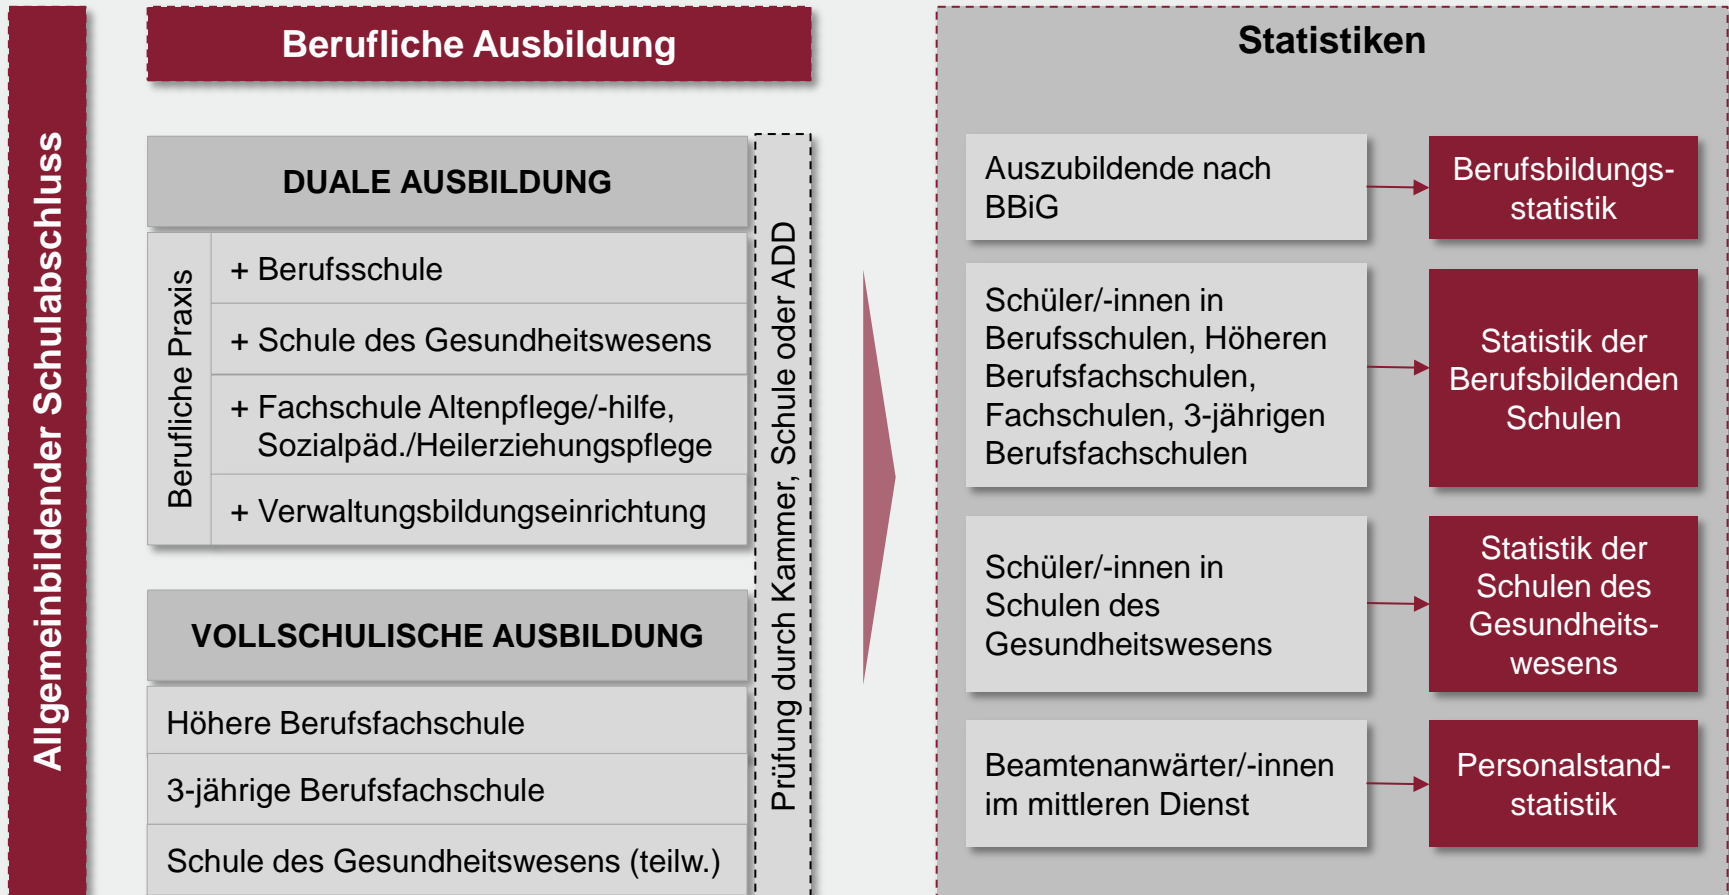 Allgemeinbildender Schulabschluss
Berufliche Ausbildung
DUALE AUSBILDUNG
Berufliche Praxis
+ Berufsschule
+ Schule des Gesundheitswesens
+ Fachschule Altenpflege/-hilfe,
Sozialpäd./Heilerziehungspflege
+ Verwaltungsbildungseinrichtung
VOLLSCHULISCHE AUSBILDUNG
Höhere Berufsfachschule
3-jährige Berufsfachschule
Schule des Gesundheitswesens (teilw.)
Prüfung durch Kammer, Schule oder ADD
Statistiken
Auszubildende nach
BBiG
Berufsbildungs-
statistik
Schüler/-innen in
Berufsschulen, Höheren
Berufsfachschulen,
Fachschulen, 3-jährigen
Berufsfachschulen
Statistik der
Berufsbildenden
Schulen
Schüler/-innen in
Schulen des
Gesundheitswesens
Statistik der
Schulen des
Gesundheits-
wesens
Beamtenanwärter/-innen
im mittleren Dienst
Personalstand-
statistik